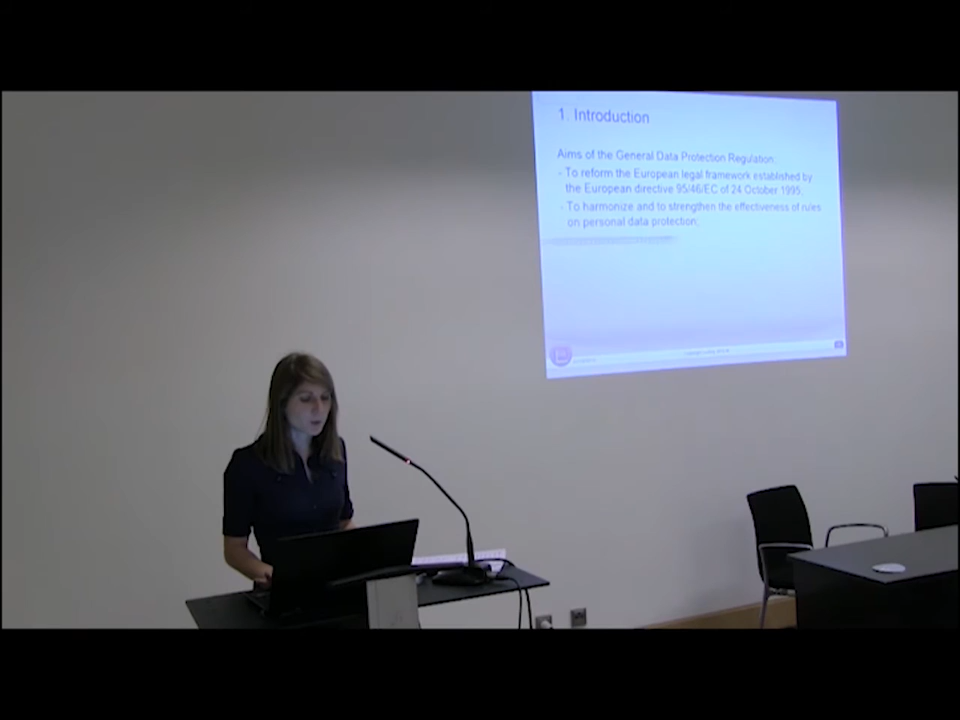 1. Introduction
Aims of the General Data Protection Regulation:
- To reform the European legal framework established by
the European directive 95/46/EC of 24 October 1995.
- To harmonize and to strengthen the effectiveness of rules
on personal data protection.